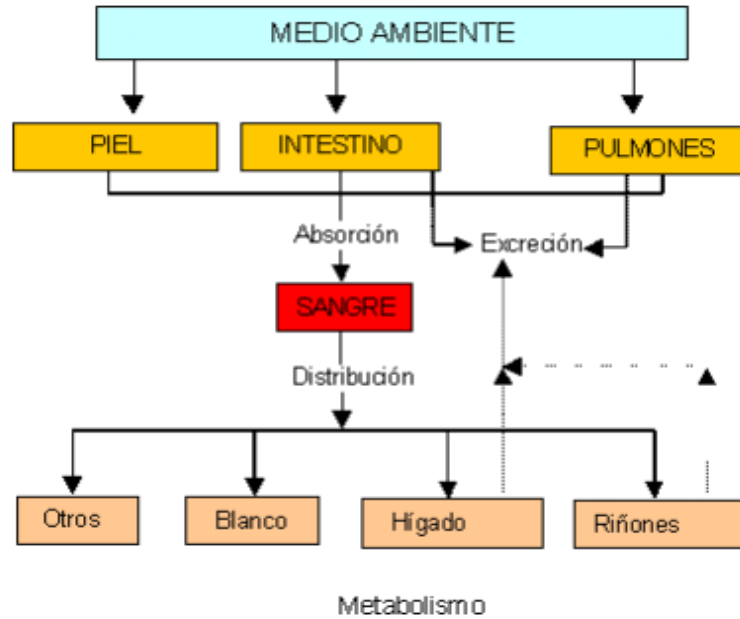 MEDIO AMBIENTE
PIEL
INTESTINO
PULMONES
Absorción
Excreción
SANGRE
Distribución
Otros
Blanco
Hígado
Riñones
Metabolismo